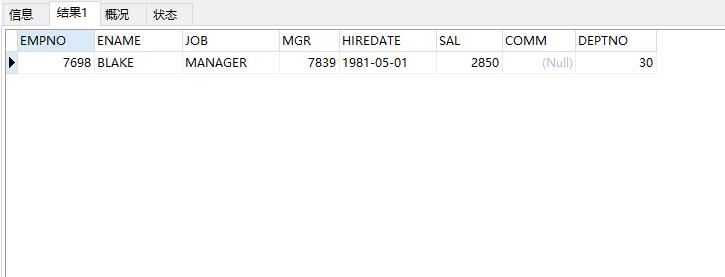 信息 结果1 概况 状态
EMPNO ENAME JOB MGR HIREDATE SAL COMM DEPTNO
7698 BLAKE MANAGER 7839 1981-05-01 2850 (Null) 30